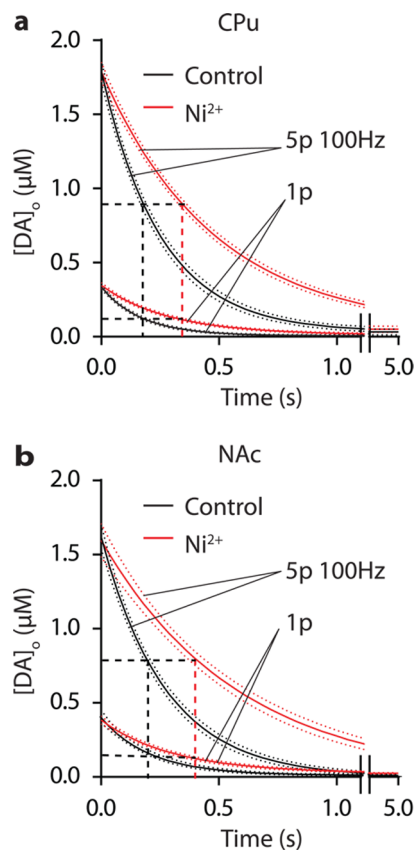 a
CPu
2.0
Control
Ni²⁺
1.5
5p 100Hz
[DA]ₒ (μM)
1.0
1p
0.5
0.0
0.0 0.5 1.0 5.0
Time (s)
b
NAc
2.0
Control
Ni²⁺
1.5
5p 100Hz
[DA]ₒ (μM)
1.0
1p
0.5
0.0
0.0 0.5 1.0 5.0
Time (s)